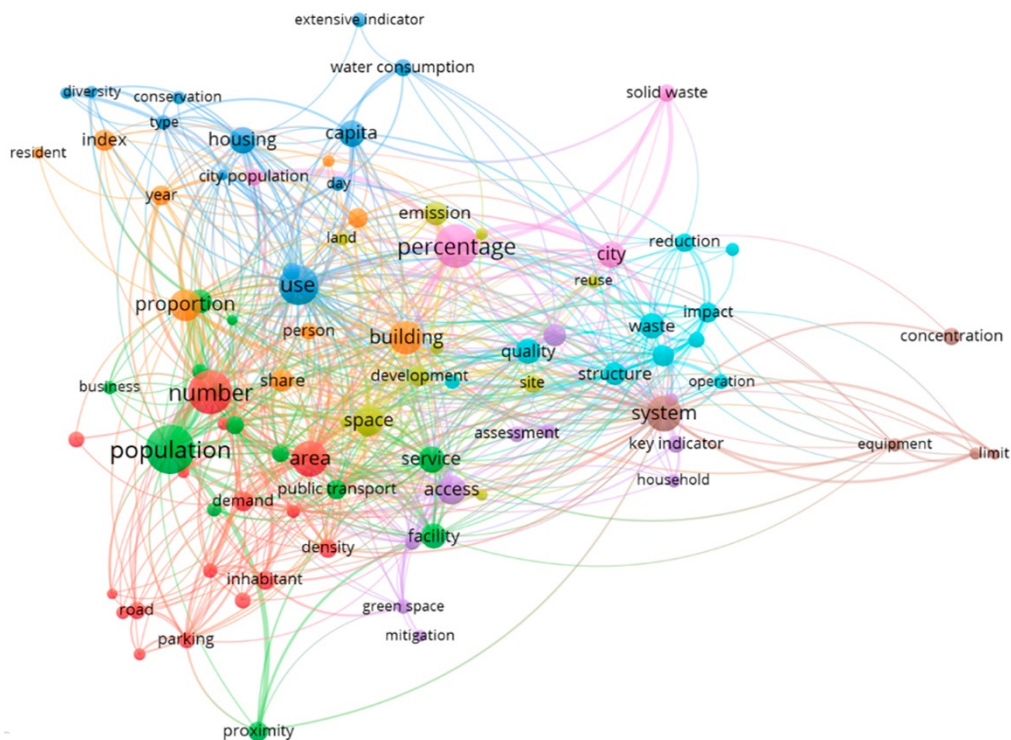 extensive indicator
water consumption
diversity
conservation
solid waste
type
index
housing
capita
resident
city population
day
year
emission
land
percentage
reduction
city
reuse
use
proportion
impact
person
building
waste
concentration
quality
development
structure
share
site
operation
business
number
space
system
assessment
key indicator
population
area
service
equipment
limit
public transport
access
household
demand
facility
density
inhabitant
green space
road
mitigation
parking
proximity